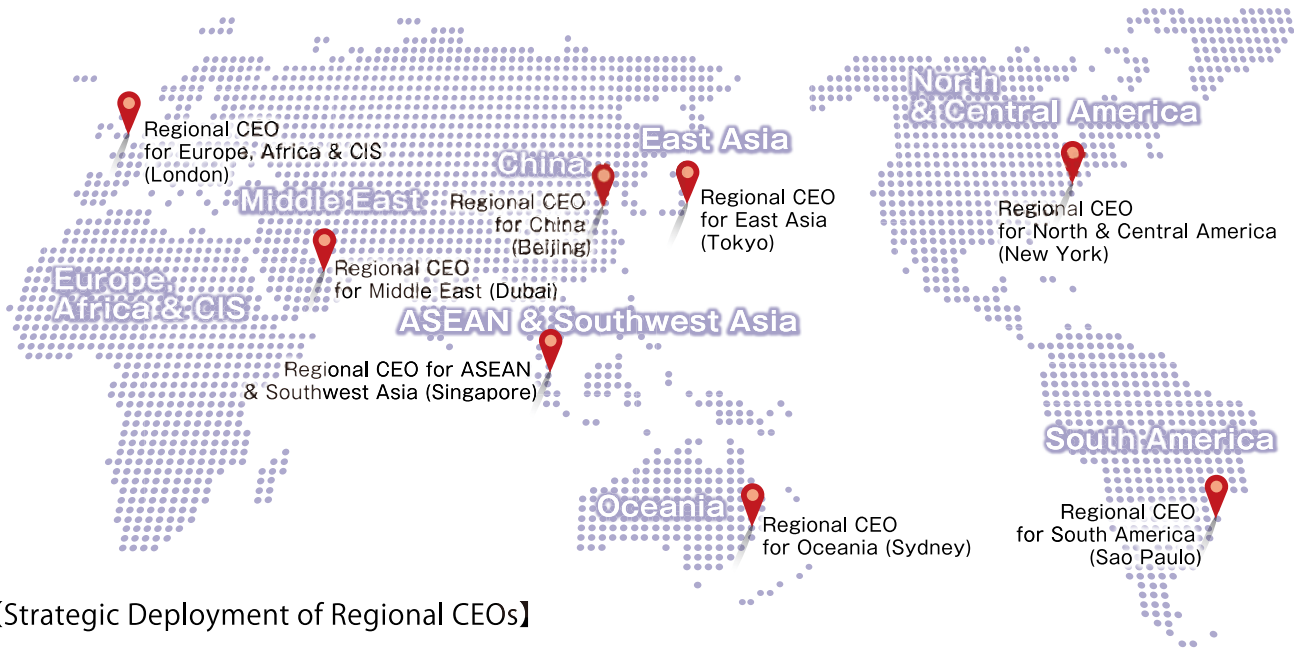 North
& Central America
East Asia
China
Middle East
Europe,
Africa & CIS
ASEAN & Southwest Asia
South America
Oceania
Regional CEO
for Europe, Africa & CIS
(London)
Regional CEO
for China
(Beijing)
Regional CEO
for East Asia
(Tokyo)
Regional CEO
for North & Central America
(New York)
Regional CEO
for Middle East (Dubai)
Regional CEO for ASEAN
& Southwest Asia (Singapore)
Regional CEO
for Oceania (Sydney)
Regional CEO
for South America
(Sao Paulo)
【Strategic Deployment of Regional CEOs】